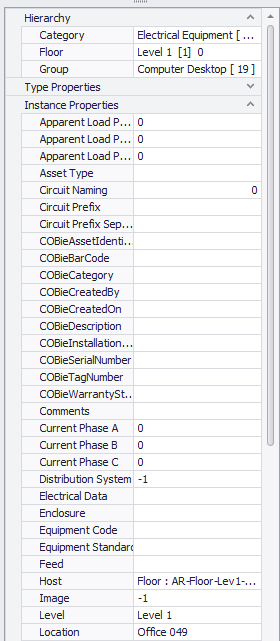 Hierarchy
Category Electrical Equipment [ ...
Floor Level 1 [1] 0
Group Computer Desktop [ 19 ]
Type Properties
Instance Properties
Apparent Load P... 0
Apparent Load P... 0
Apparent Load P... 0
Asset Type
Circuit Naming 0
Circuit Prefix
Circuit Prefix Sep...
COBieAssetIdenti...
COBieBarCode
COBieCategory
COBieCreatedBy
COBieCreatedOn
COBieDescription
COBieInstallation...
COBieSerialNumber
COBieTagNumber
COBieWarrantySt...
Comments
Current Phase A 0
Current Phase B 0
Current Phase C 0
Distribution System -1
Electrical Data
Enclosure
Equipment Code
Equipment Standard
Feed
Host Floor : AR-Floor-Lev1-...
Image -1
Level Level 1
Location Office 049